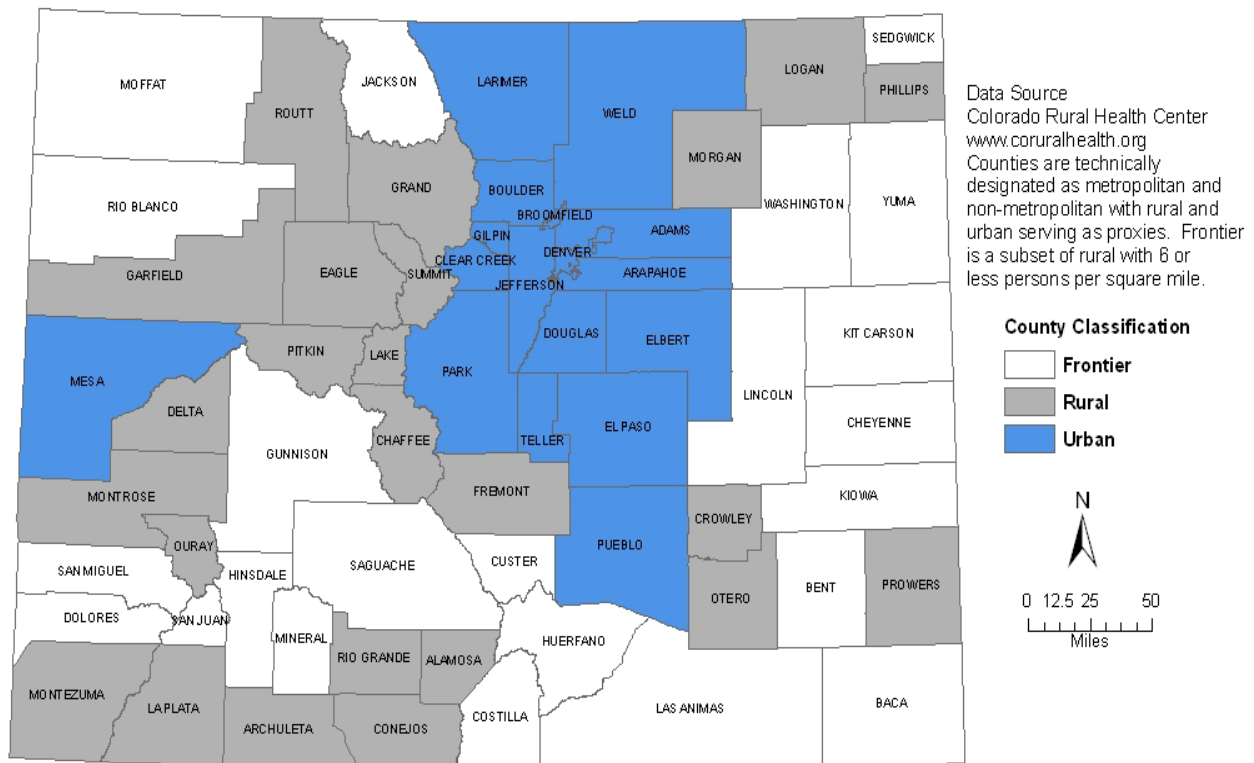 SEDGWICK
LOGAN
PHILLIPS
MOFFAT
JACKSON
LARIMER
WELD
ROUTT
MORGAN
GRAND
BOULDER
BROOMFIELD
RIO BLANCO
WASHINGTON
YUMA
GILPIN
ADAMS
DENVER
CLEAR CREEK
GARFIELD
EAGLE
SUMMIT
ARAPAHOE
JEFFERSON
DOUGLAS
ELBERT
KIT CARSON
PITKIN
LAKE
PARK
MESA
LINCOLN
DELTA
CHEYENNE
TELLER
EL PASO
CHAFFEE
GUNNISON
FREMONT
MONTROSE
KIOWA
CROWLEY
OURAY
PUEBLO
CUSTER
SAGUACHE
SAN MIGUEL
HINSDALE
BENT
PROWERS
OTERO
DOLORES
SAN JUAN
MINERAL
HUERFANO
RIO GRANDE
ALAMOSA
MONTEZUMA
LA PLATA
ARCHULETA
CONEJOS
COSTILLA
LAS ANIMAS
BACA
Data Source
Colorado Rural Health Center
www.coruralhealth.org
Counties are technically
designated as metropolitan and
non-metropolitan with rural and
urban serving as proxies. Frontier
is a subset of rural with 6 or
less persons per square mile.
County Classification
Frontier
Rural
Urban
N
0 12.5 25 50
Miles